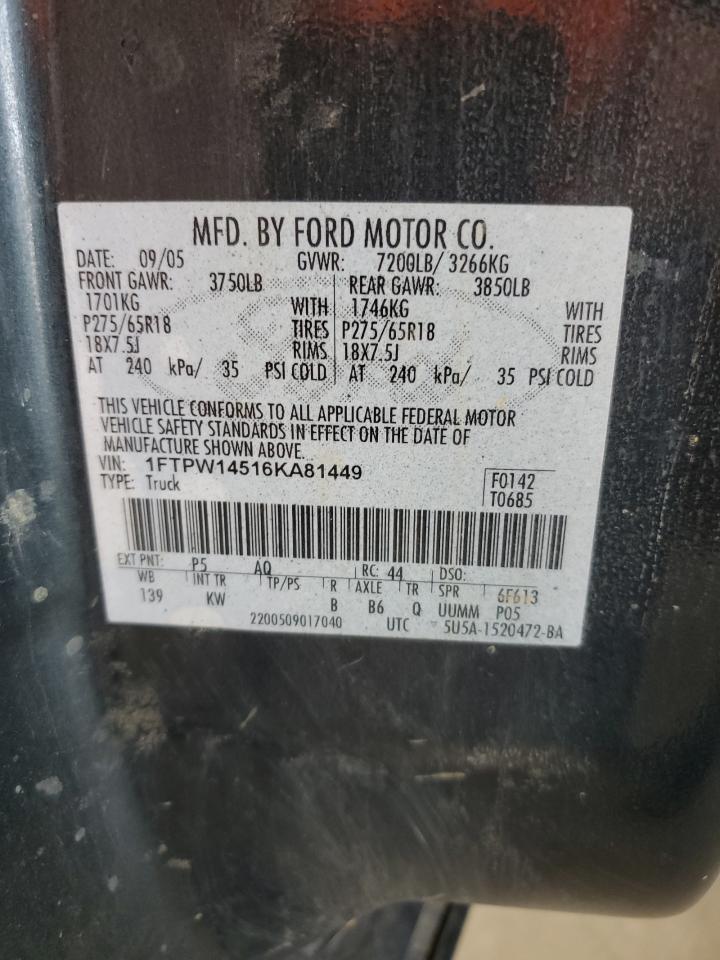 MFD. BY FORD MOTOR CO.
DATE: 09/05 GVWR: 7200LB/ 3266KG
FRONT GAWR: 3750LB REAR GAWR: 3850LB
1701KG WITH 1746KG WITH
P275/65R18 TIRES P275/65R18 TIRES
18X7.5J RIMS 18X7.5J RIMS
AT 240 kPa/ 35 PSI COLD AT 240 kPa/ 35 PSI COLD
THIS VEHICLE CONFORMS TO ALL APPLICABLE FEDERAL MOTOR
VEHICLE SAFETY STANDARDS IN EFFECT ON THE DATE OF
MANUFACTURE SHOWN ABOVE.
VIN: 1FTPW14516KA81449 F0142
TYPE: Truck T0685
EXT PNT: P5 AQ RC: 44 DSO:
WB INT TR TP/PS R AXLE TR SPR 6F613
139 KW B B6 Q UUMM P05
2200509017040 UTC 5U5A-1520472-BA